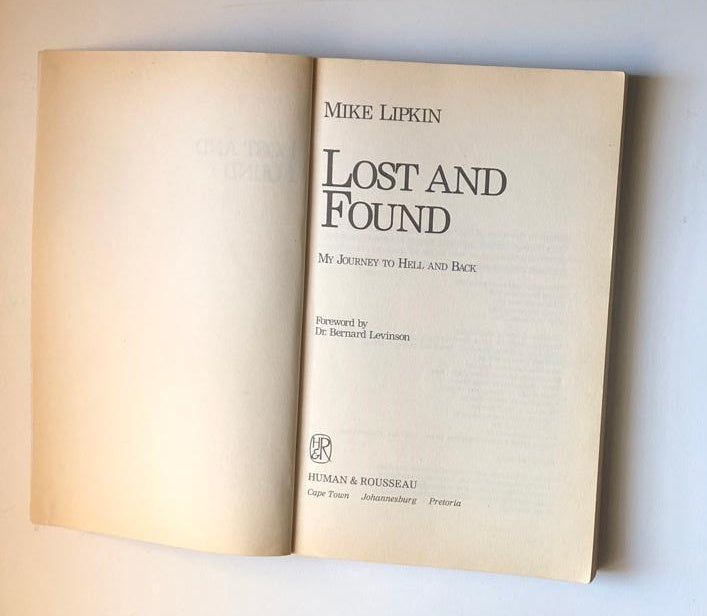 MIKE LIPKIN
LOST AND
FOUND
MY JOURNEY TO HELL AND BACK
Foreword by
Dr. Bernard Levinson
H&R
HUMAN & ROUSSEAU
Cape Town Johannesburg Pretoria